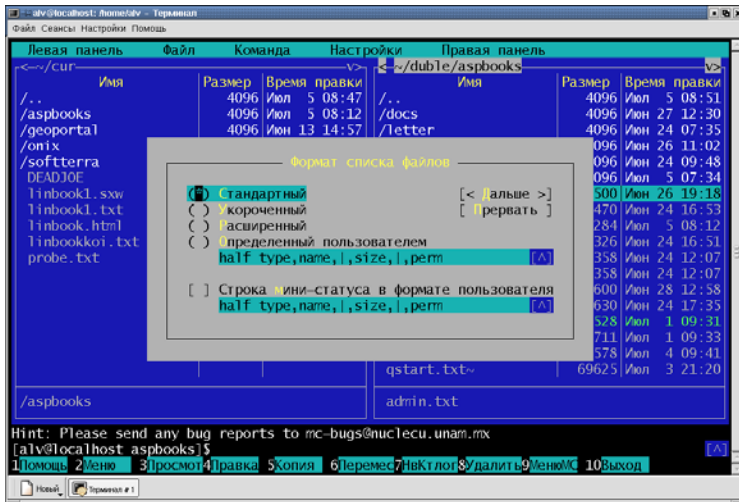 alv@localhost: /home/alv - Терминал
Файл Сеансы Настройки Помощь
Левая панель Файл Команда Настройки Правая панель
<-~/cur v> < ~/duble/aspbooks v>
Имя Размер Время правки Имя Размер Время правки
/.. 4096 Июл 5 08:47 /.. 4096 Июл 5 08:51
/aspbooks 4096 Июл 5 08:12 /docs 4096 Июн 27 12:30
/geoportal 4096 Июн 13 14:57 /letter 4096 Июн 24 07:35
/onix 096 Июн 26 11:02
/softterra Формат списка файлов 096 Июн 24 09:48
DEADJOE 096 Июл 5 07:34
linbook1.sxw (*) Стандартный [< Дальше >] 500 Июн 26 19:18
linbook1.txt ( ) Укороченный [ Прервать ] 470 Июн 24 16:53
linbook.html ( ) Расширенный 284 Июл 5 08:12
linbookkoi.txt ( ) Определенный пользователем 326 Июн 24 16:51
probe.txt half type,name,|,size,|,perm [^] 358 Июн 24 12:07
358 Июн 24 12:07
[ ] Строка мини-статуса в формате пользователя 600 Июн 28 12:58
half type,name,|,size,|,perm [^] 630 Июн 24 17:35
528 Июл 1 09:31
711 Июл 1 09:33
578 Июл 4 09:41
qstart.txt~ 69625 Июл 3 21:20
/aspbooks admin.txt
Hint: Please send any bug reports to mc-bugs@nuclecu.unam.mx
[alv@localhost aspbooks]$ [^]
1Помощь 2Меню 3Просмот 4Правка 5Копия 6Перемес 7НвКтлог 8Удалить 9МенюМС 10Выход
Новый Терминал # 1